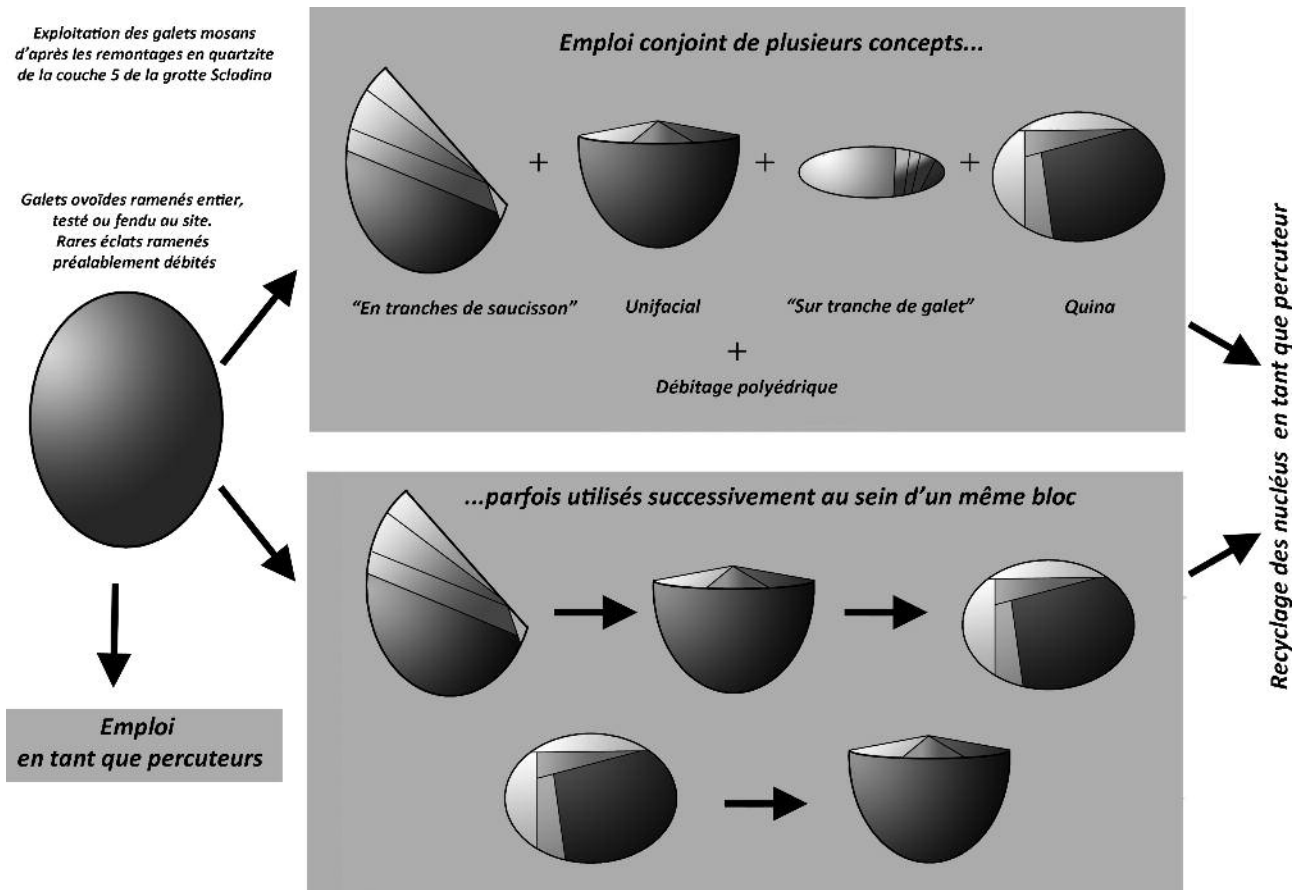 Exploitation des galets mosans
d'après les remontages en quartzite
de la couche 5 de la grotte Scladina
Galets ovoïdes ramenés entier,
testé ou fendu au site.
Rares éclats ramenés
préalablement débités
Emploi
en tant que percuteurs
Emploi conjoint de plusieurs concepts...
+
+
+
"En tranches de saucisson"
Unifacial
"Sur tranche de galet"
Quina
+
Débitage polyédrique
...parfois utilisés successivement au sein d'un même bloc
Recyclage des nucléus en tant que percuteur